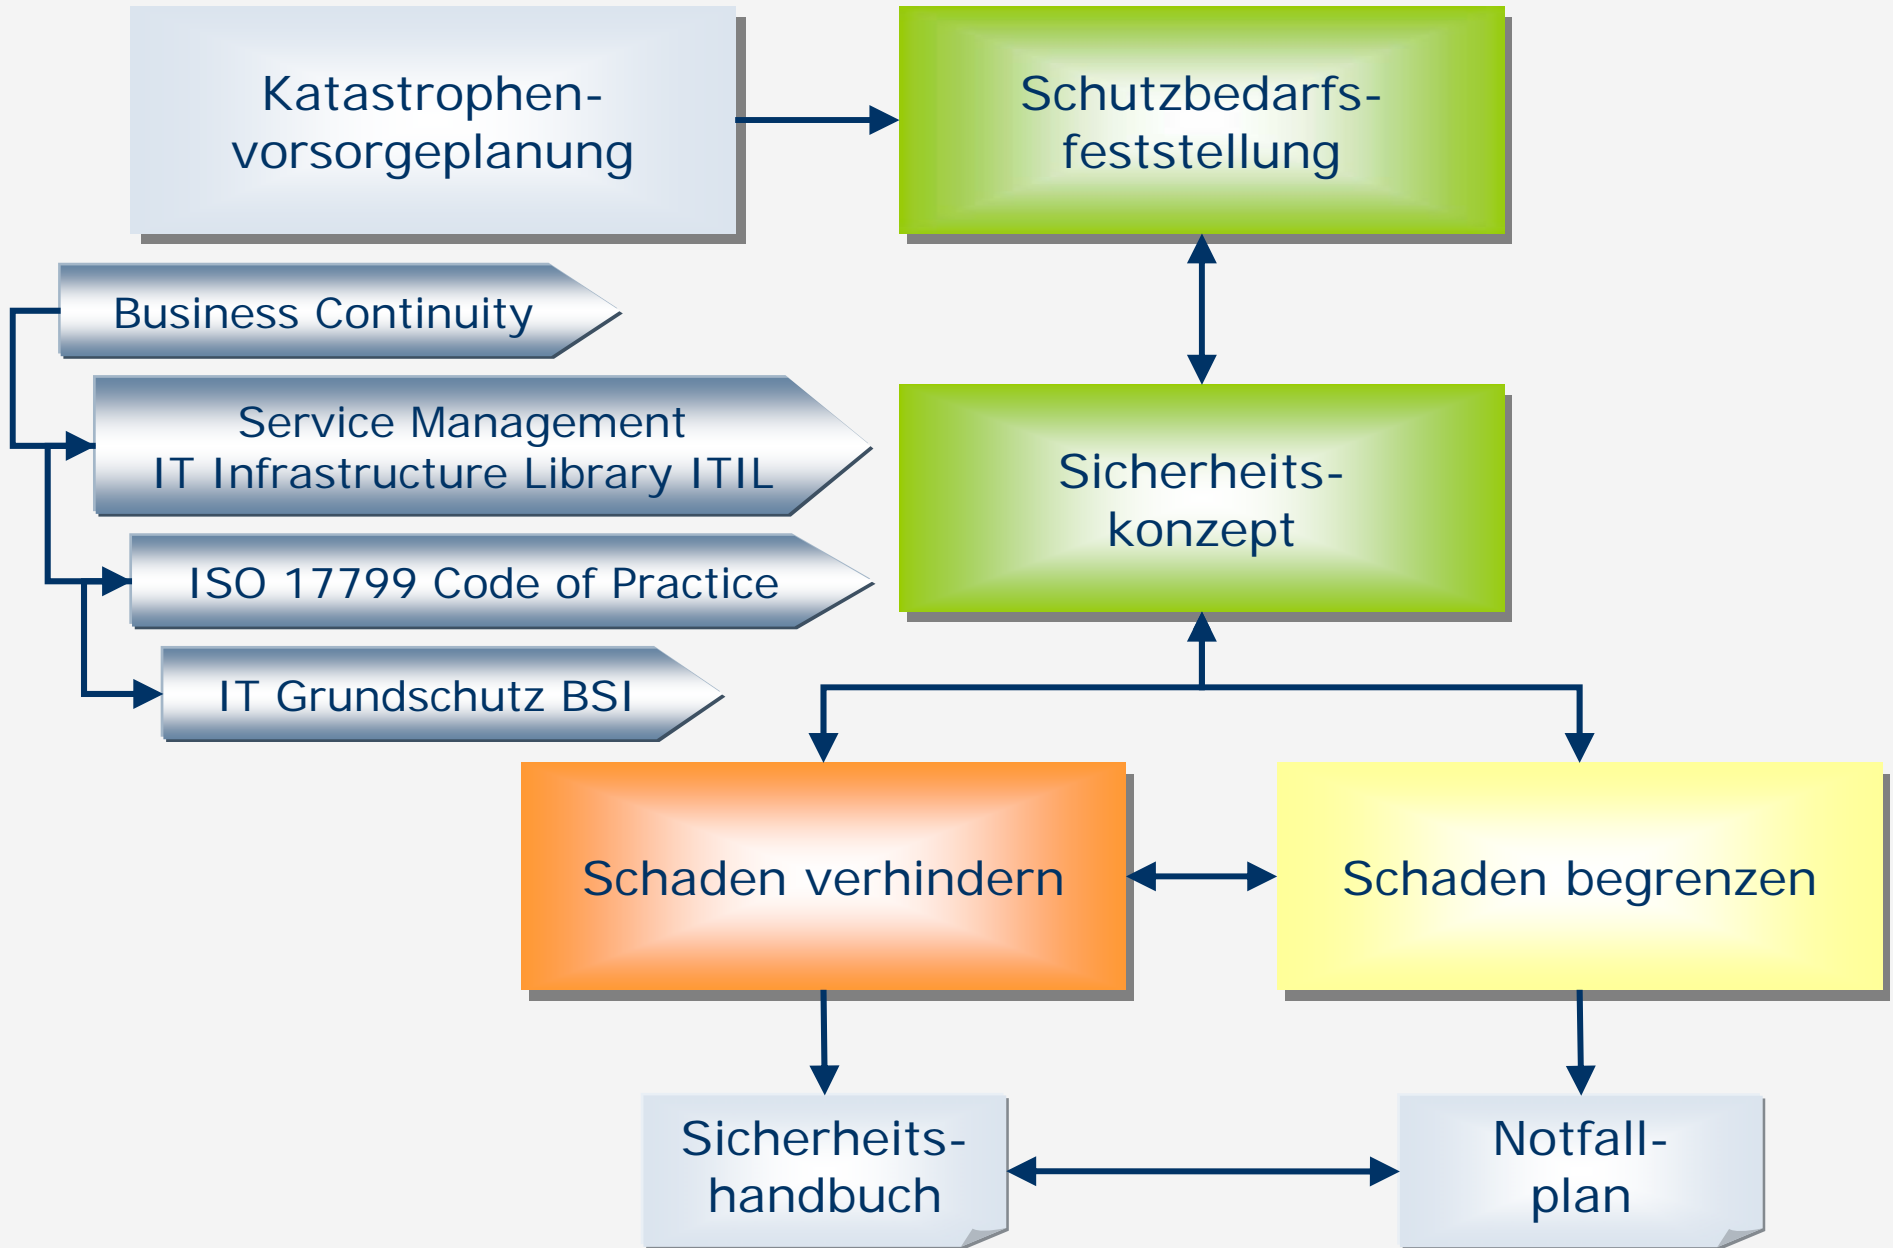 Katastrophen-
vorsorgeplanung
Schutzbedarfs-
feststellung
Business Continuity
Service Management
IT Infrastructure Library ITIL
ISO 17799 Code of Practice
IT Grundschutz BSI
Sicherheits-
konzept
Schaden verhindern
Schaden begrenzen
Sicherheits-
handbuch
Notfall-
plan